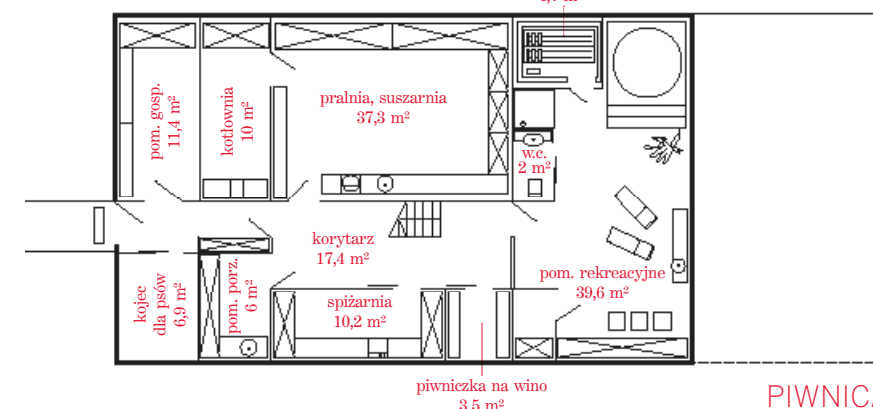 pom. gosp.
11,4 m²
kotłownia
10 m²
pralnia, suszarnia
37,3 m²
w.c.
2 m²
korytarz
17,4 m²
pom. rekreacyjne
39,6 m²
kojec
dla psów
6,9 m²
pom. porz.
6 m²
spiżarnia
10,2 m²
piwniczka na wino
3,5 m²
PIWNICA